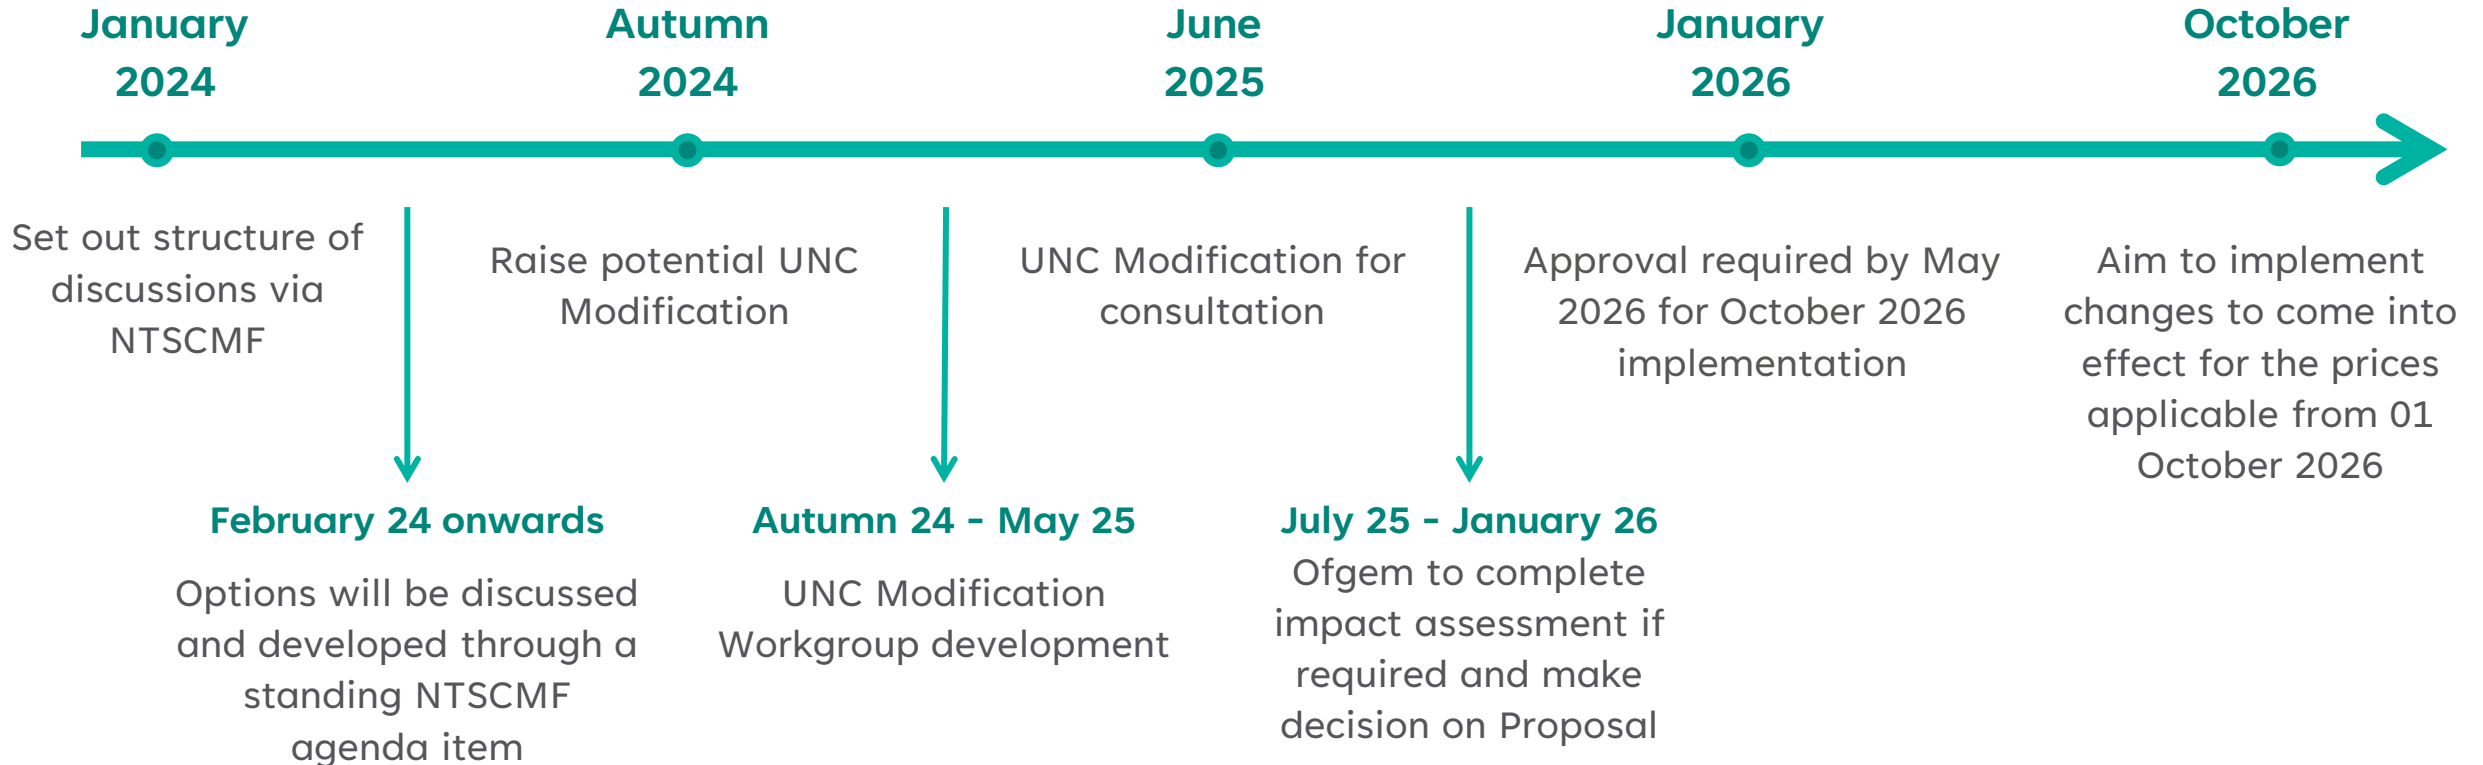 January
2024
Autumn
2024
June
2025
January
2026
October
2026
Set out structure of
discussions via
NTSCMF
Raise potential UNC
Modification
UNC Modification for
consultation
Approval required by May
2026 for October 2026
implementation
Aim to implement
changes to come into
effect for the prices
applicable from 01
October 2026
February 24 onwards
Options will be discussed
and developed through a
standing NTSCMF
agenda item
Autumn 24 - May 25
UNC Modification
Workgroup development
July 25 - January 26
Ofgem to complete
impact assessment if
required and make
decision on Proposal